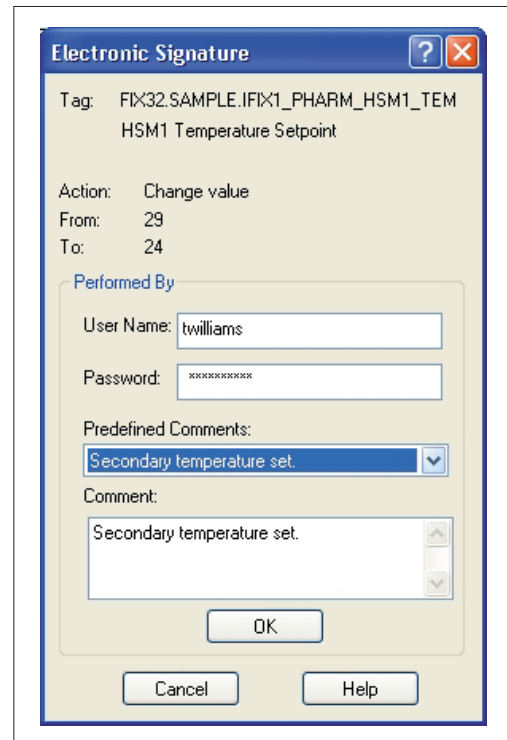 Electronic Signature
Tag: FIX32.SAMPLE.IFIX1_PHARM_HSM1_TEM
HSM1 Temperature Setpoint
Action: Change value
From: 29
To: 24
Performed By
User Name: twilliams
Password: **********
Predefined Comments:
Secondary temperature set.
Comment:
Secondary temperature set.
OK
Cancel Help